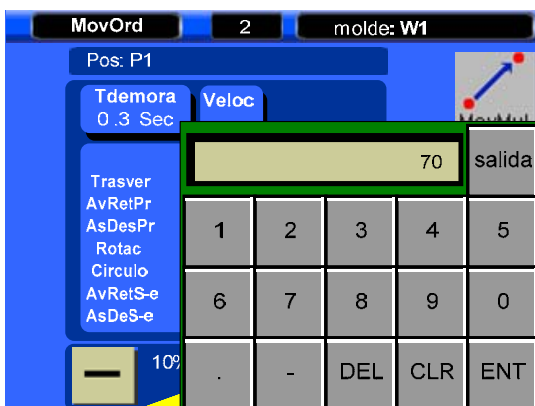 MovOrd 2 molde: W1
Pos: P1
Tdemora Veloc
0.3 Sec
MovMul
70 salida
Trasver
AvRetPr
AsDesPr
Rotac
Circulo
AvRetS-e
AsDeS-e
1 2 3 4 5
6 7 8 9 0
. - DEL CLR ENT
10%